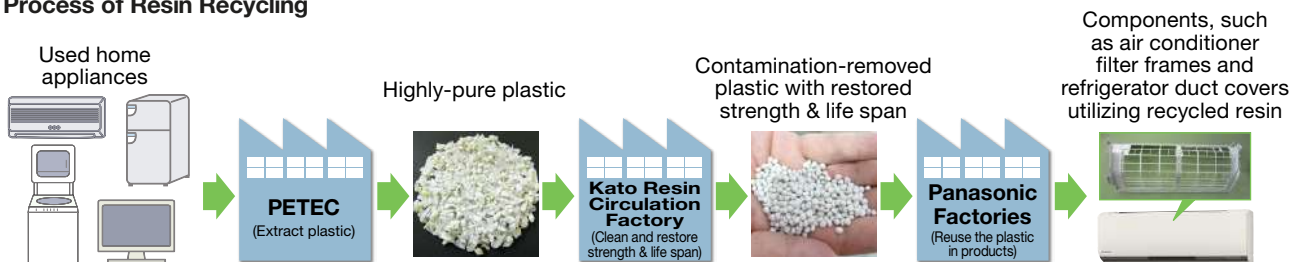 Process of Resin Recycling
Used home
appliances
PETEC
(Extract plastic)
Highly-pure plastic
Kato Resin
Circulation
Factory
(Clean and restore
strength & life span)
Contamination-removed
plastic with restored
strength & life span
Panasonic
Factories
(Reuse the plastic
in products)
Components, such
as air conditioner
filter frames and
refrigerator duct covers
utilizing recycled resin